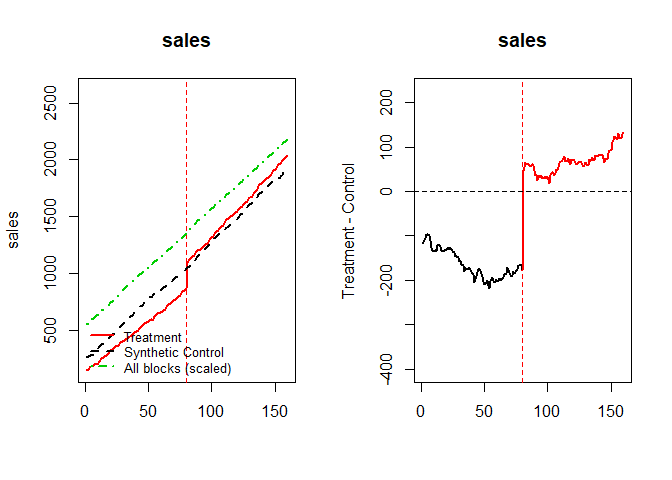 sales
sales
2500
2000
1500
1000
500
Treatment
Synthetic Control
All blocks (scaled)
0 50 100 150
sales
Treatment - Control
200
100
0
-200
-400
0 50 100 150